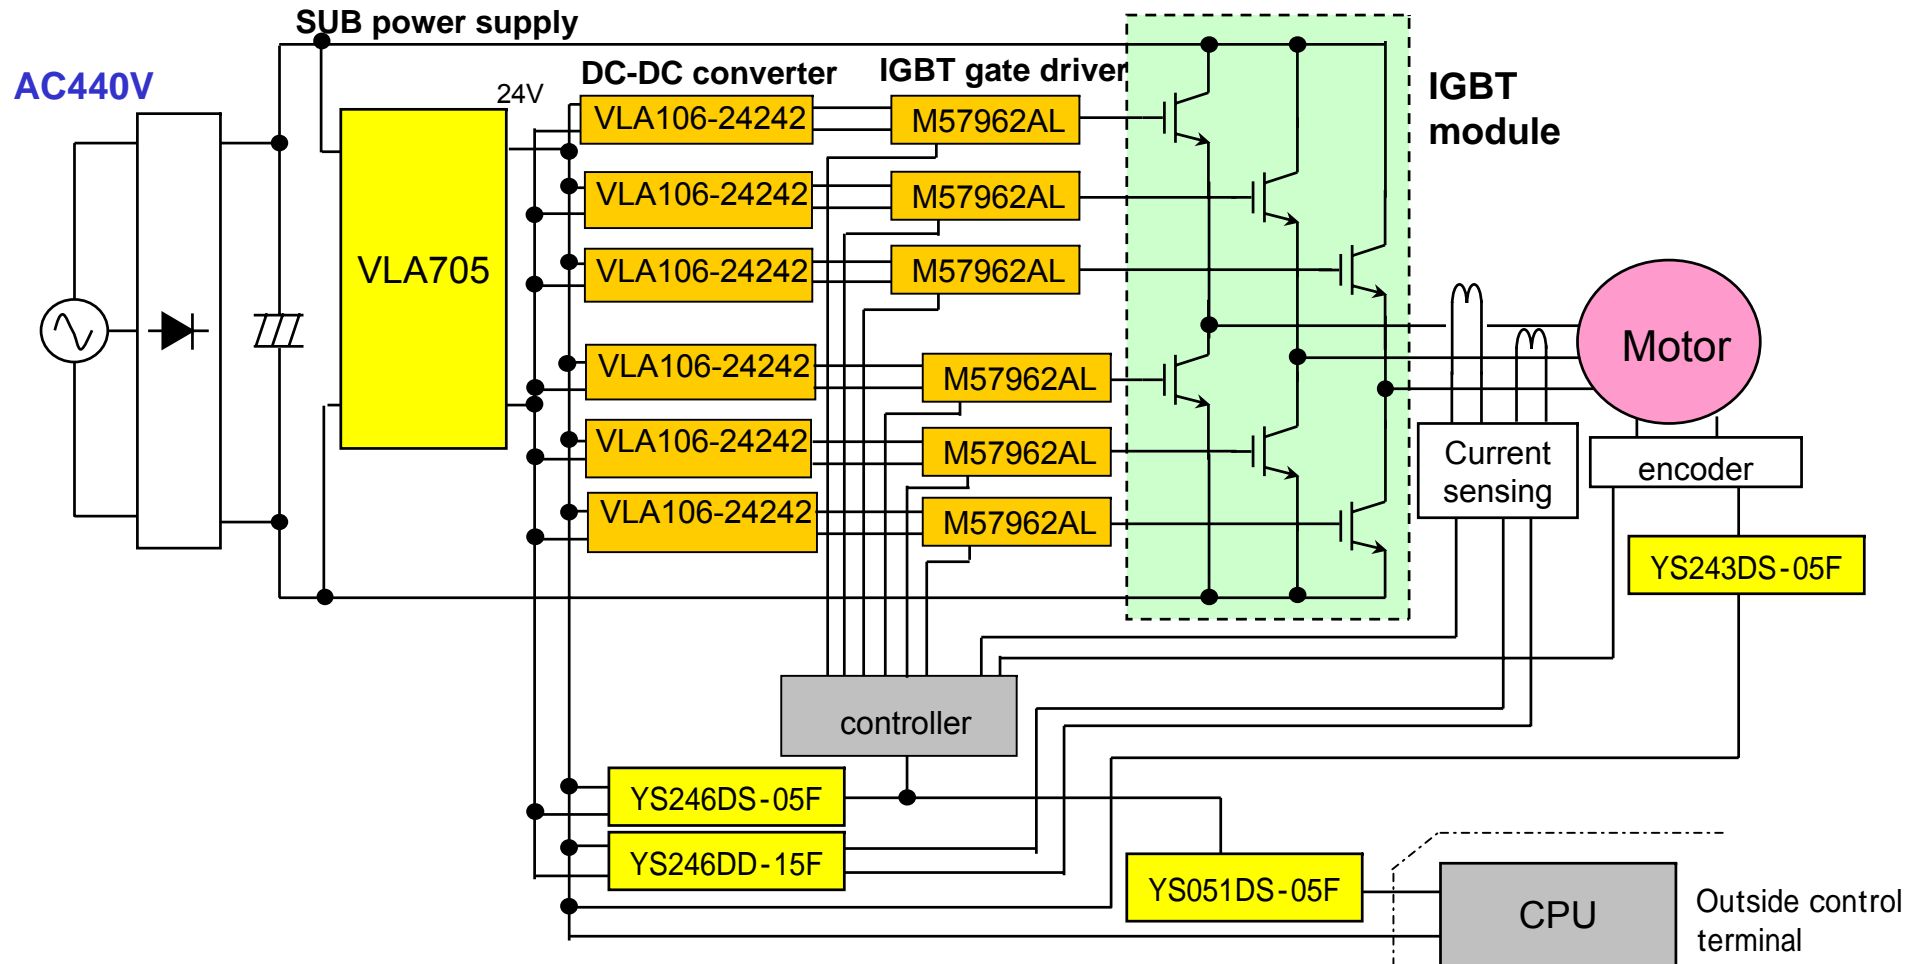 SUB power supply
AC440V
DC-DC converter
IGBT gate driver
IGBT
module
24V
VLA106-24242
M57962AL
VLA106-24242
M57962AL
VLA705
VLA106-24242
M57962AL
Motor
VLA106-24242
M57962AL
VLA106-24242
M57962AL
Current
sensing
encoder
VLA106-24242
M57962AL
YS243DS-05F
controller
YS246DS-05F
YS246DD-15F
YS051DS-05F
CPU
Outside control
terminal